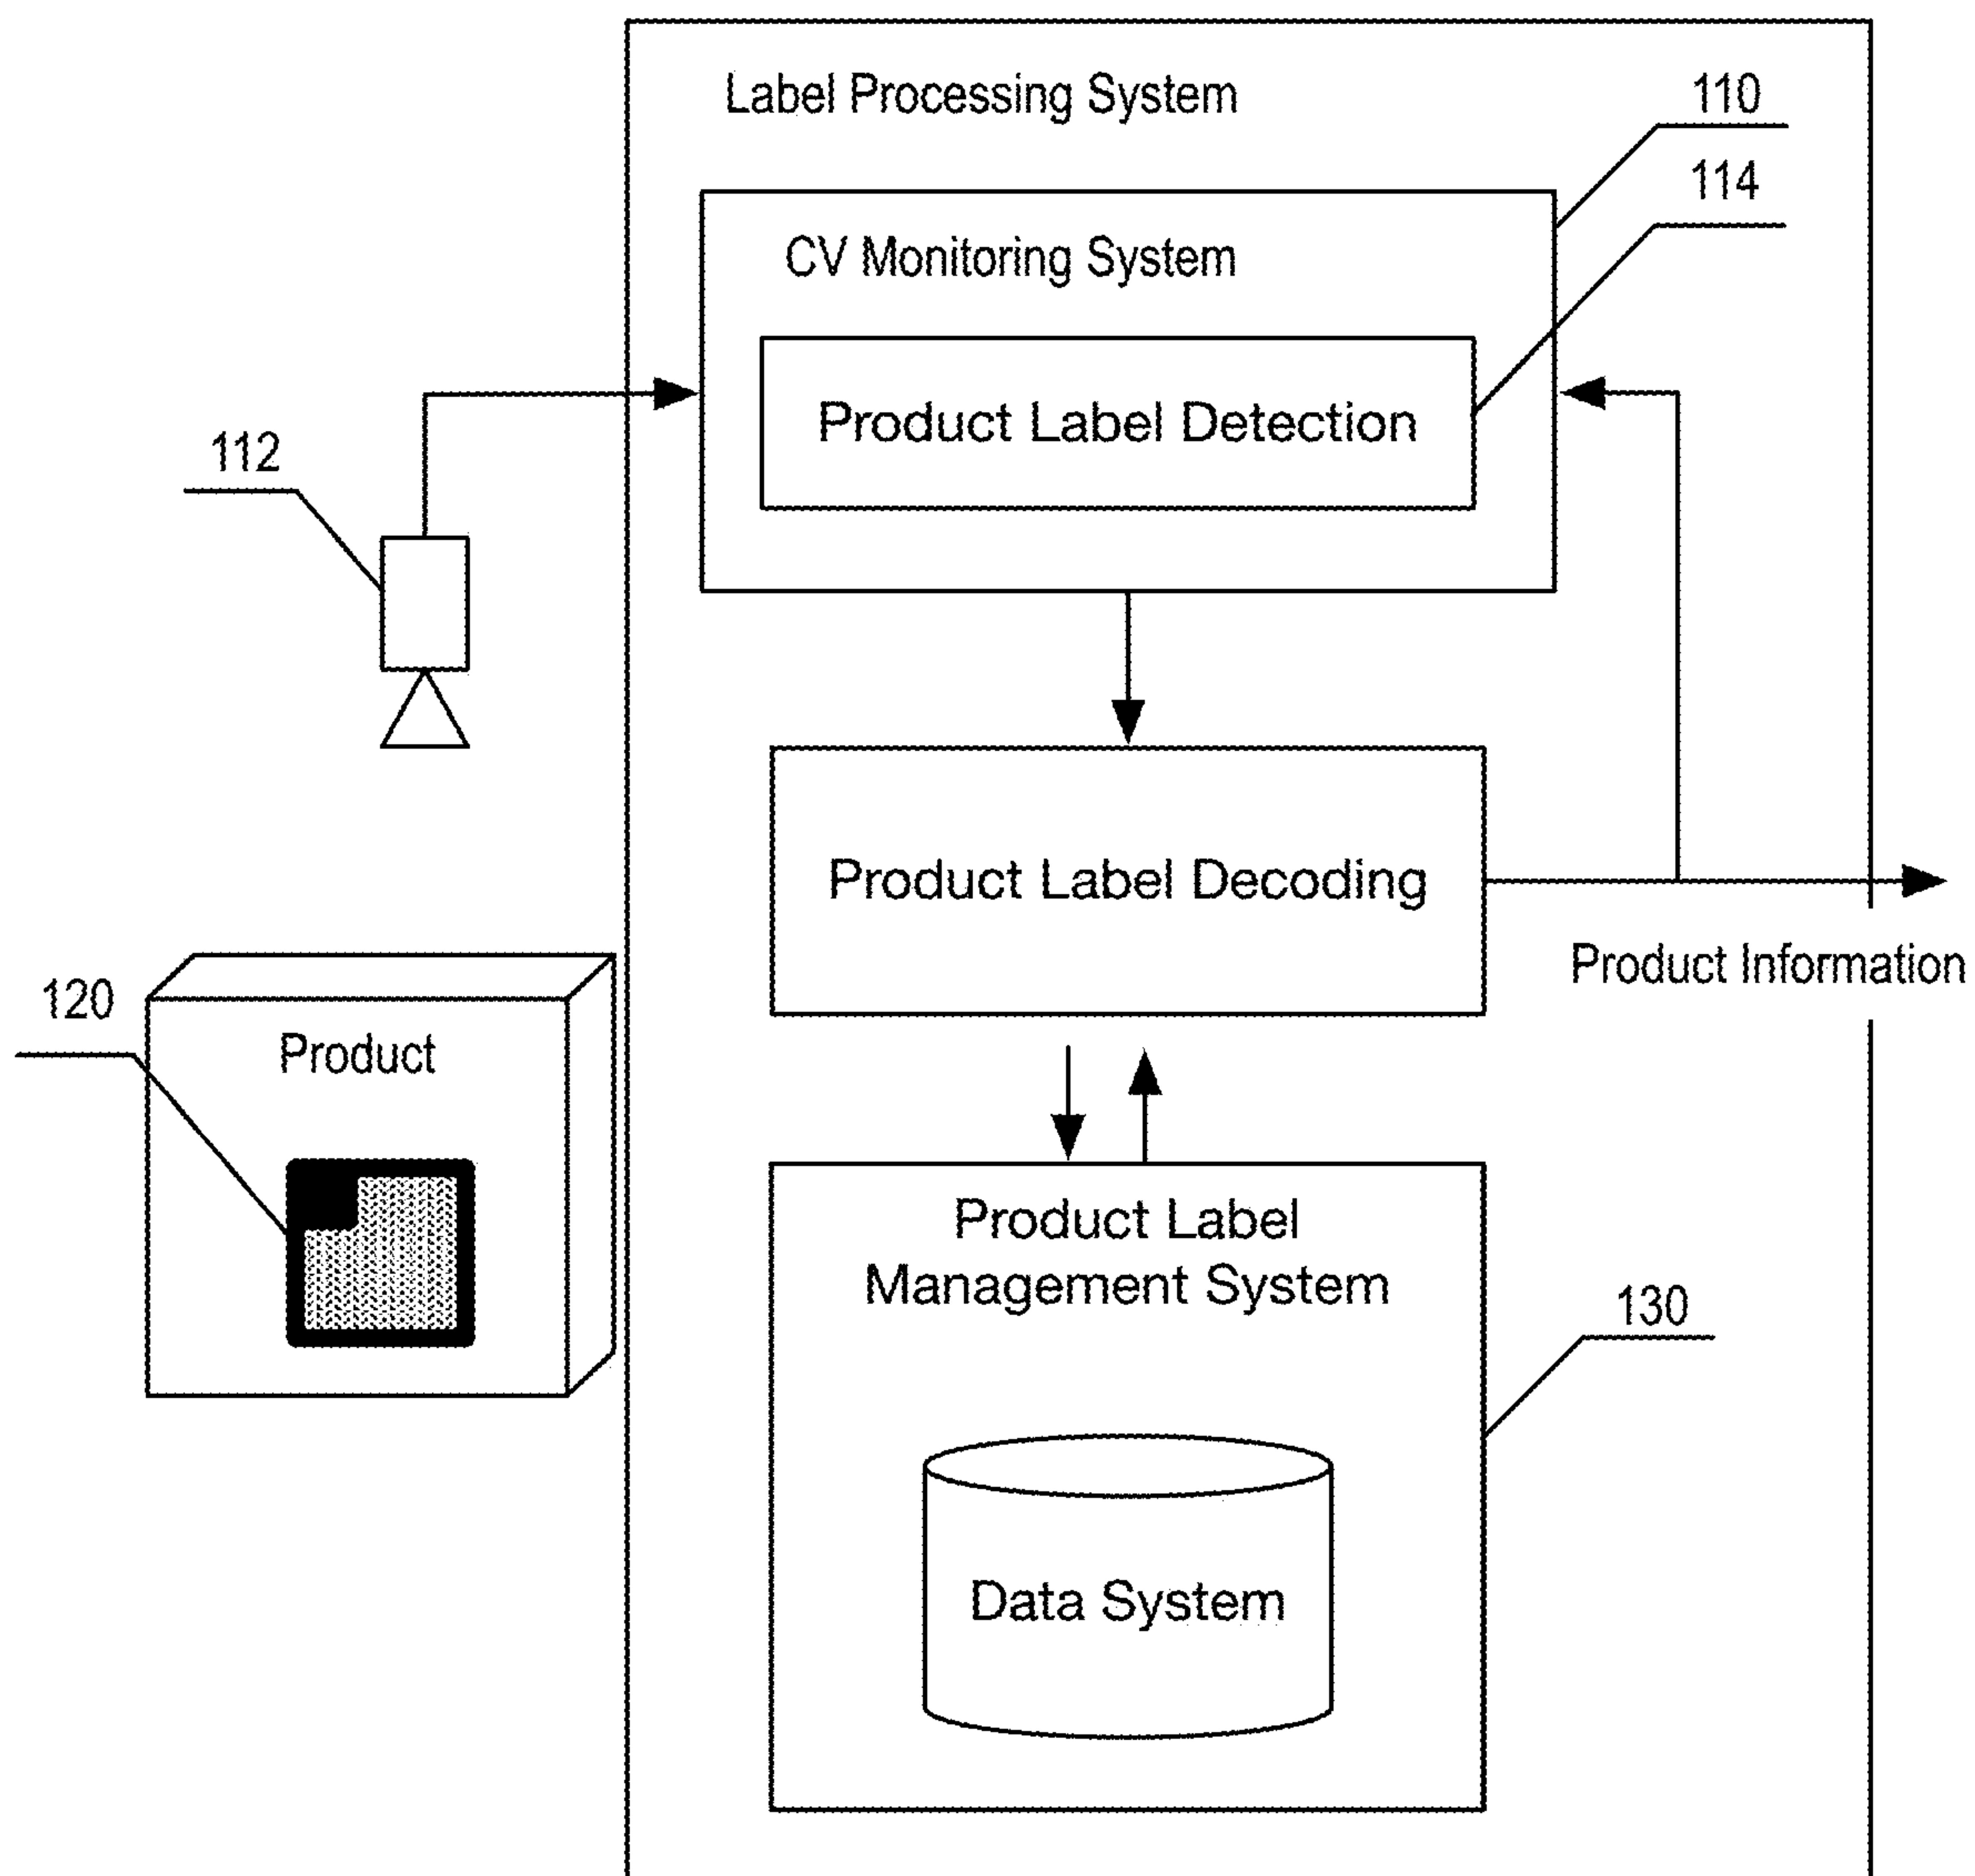 Label Processing System
110
114
CV Monitoring System
Product Label Detection
112
Product Label Decoding
Product Information
120
Product
Product Label
Management System
130
Data System